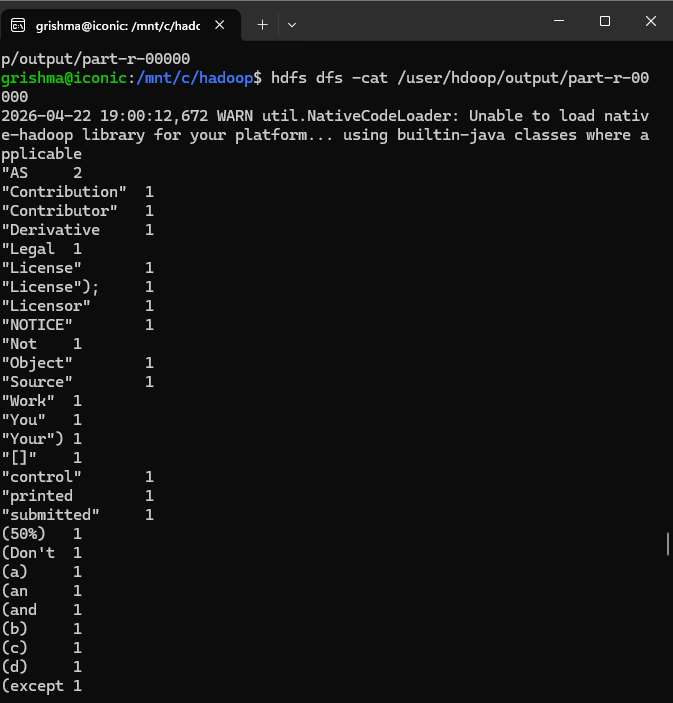 grishma@iconic: /mnt/c/hadc
p/output/part-r-00000
grishma@iconic:/mnt/c/hadoop$ hdfs dfs -cat /user/hdoop/output/part-r-00
000
2026-04-22 19:00:12,672 WARN util.NativeCodeLoader: Unable to load nativ
e-hadoop library for your platform... using builtin-java classes where a
pplicable
"AS 2
"Contribution" 1
"Contributor" 1
"Derivative 1
"Legal 1
"License" 1
"License"); 1
"Licensor" 1
"NOTICE" 1
"Not 1
"Object" 1
"Source" 1
"Work" 1
"You" 1
"Your") 1
"[]" 1
"control" 1
"printed 1
"submitted" 1
(50%) 1
(Don't 1
(a) 1
(an 1
(and 1
(b) 1
(c) 1
(d) 1
(except 1